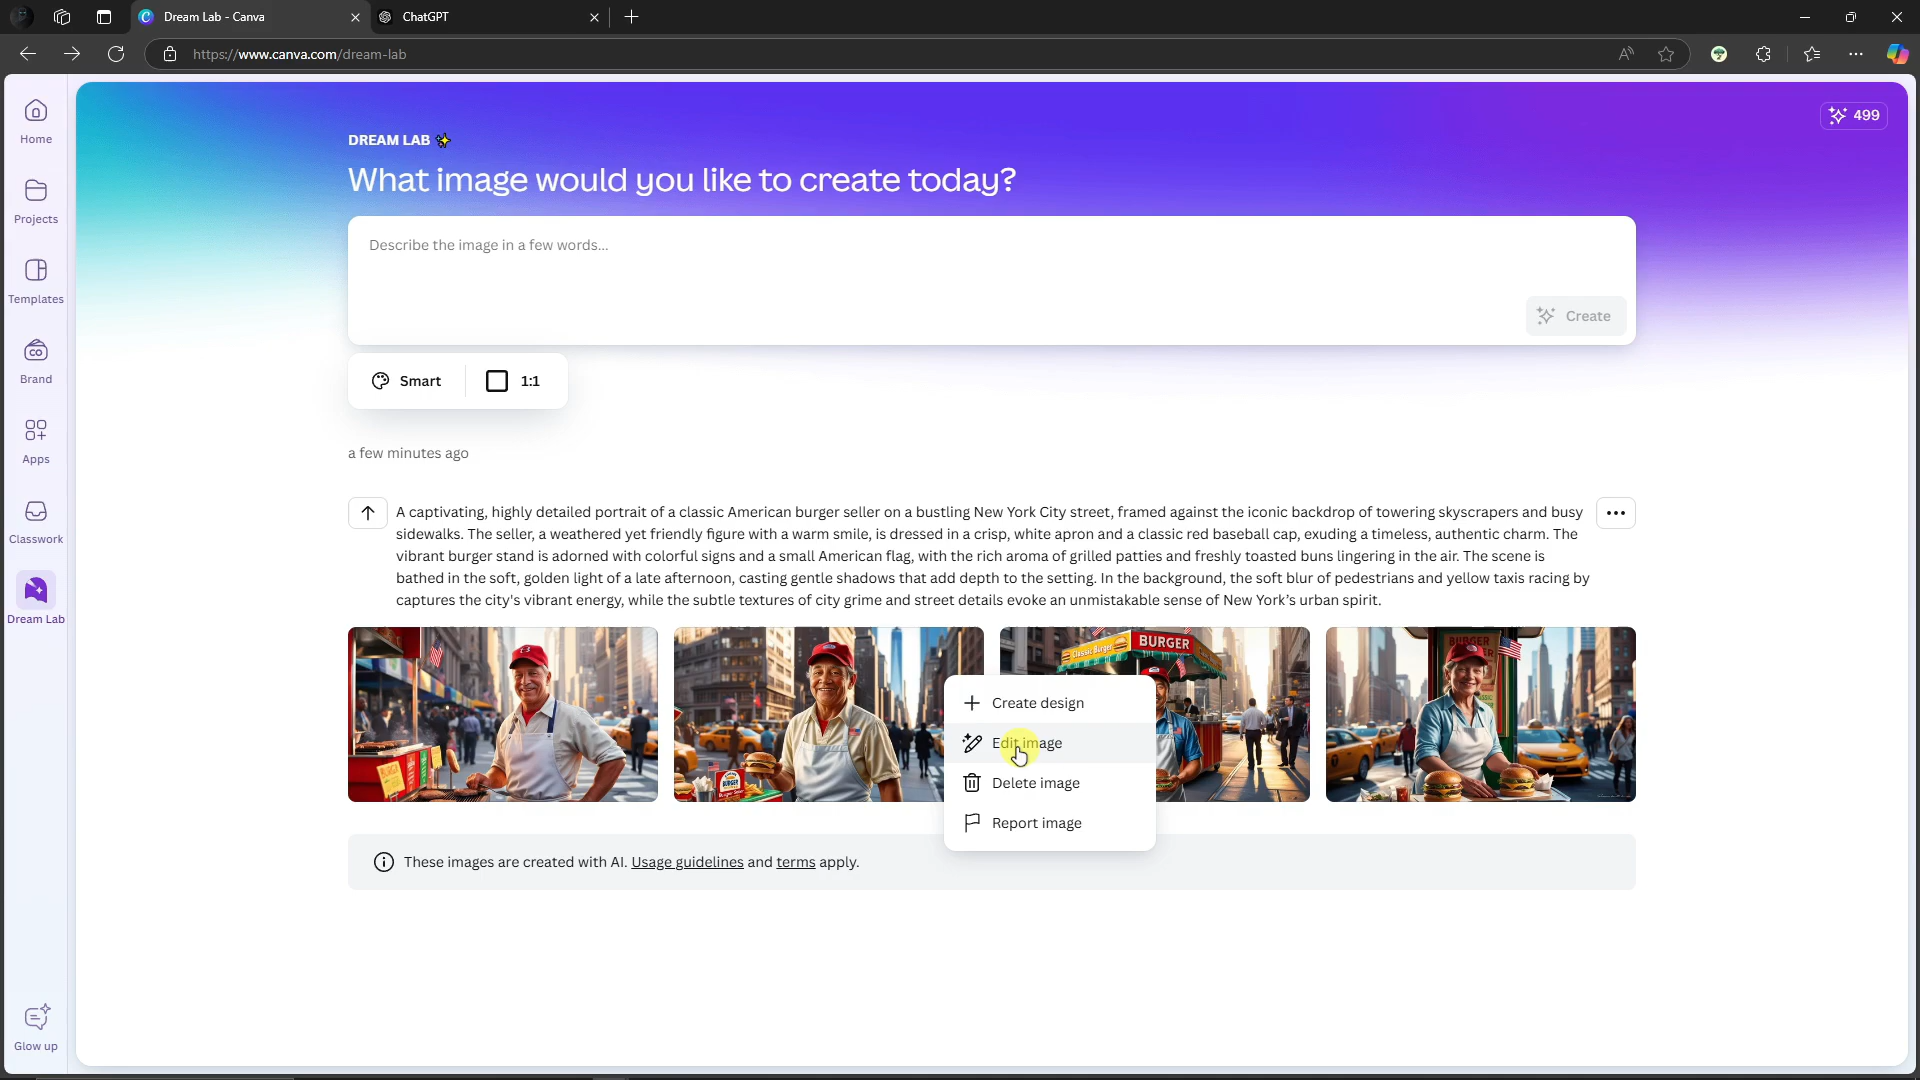 Dream Lab - Canva
ChatGPT
https://www.canva.com/dream-lab
Home
Projects
Templates
Brand
Apps
Classwork
Dream Lab
Glow up
499
DREAM LAB
What image would you like to create today?
Describe the image in a few words...
Create
Smart
1:1
a few minutes ago
A captivating, highly detailed portrait of a classic American burger seller on a bustling New York City street, framed against the iconic backdrop of towering skyscrapers and busy
sidewalks. The seller, a weathered yet friendly figure with a warm smile, is dressed in a crisp, white apron and a classic red baseball cap, exuding a timeless, authentic charm. The
vibrant burger stand is adorned with colorful signs and a small American flag, with the rich aroma of grilled patties and freshly toasted buns lingering in the air. The scene is
bathed in the soft, golden light of a late afternoon, casting gentle shadows that add depth to the setting. In the background, the soft blur of pedestrians and yellow taxis racing by
captures the city's vibrant energy, while the subtle textures of city grime and street details evoke an unmistakable sense of New York's urban spirit.
Classic Burger
BURGER
BURGER
Create design
Edit image
Delete image
Report image
These images are created with AI. Usage guidelines and terms apply.